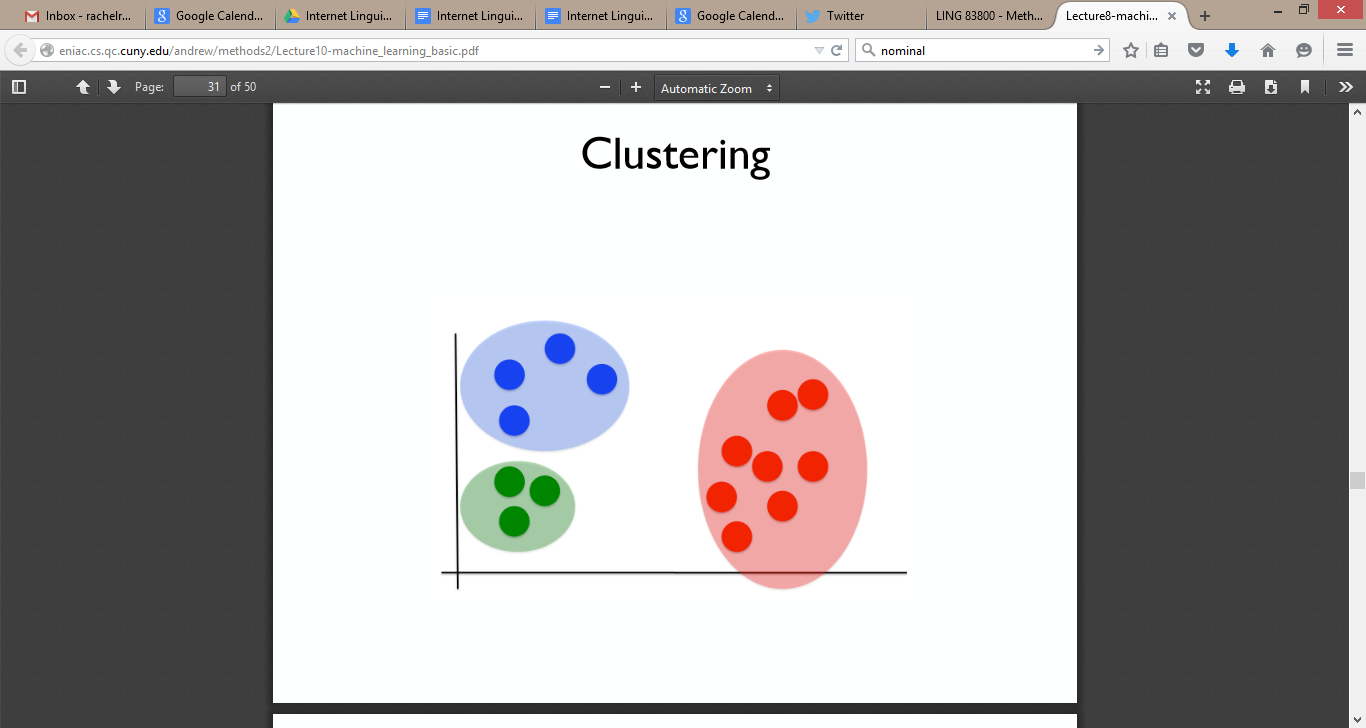 Inbox - rachelr... Google Calend... Internet Lingui... Internet Lingui... Internet Lingui... Google Calend... Twitter LING 83800 - Meth... Lecture8-machi...
eniac.cs.qc.cuny.edu/andrew/methods2/Lecture10-machine_learning_basic.pdf nominal
Page: 31 of 50 Automatic Zoom
Clustering